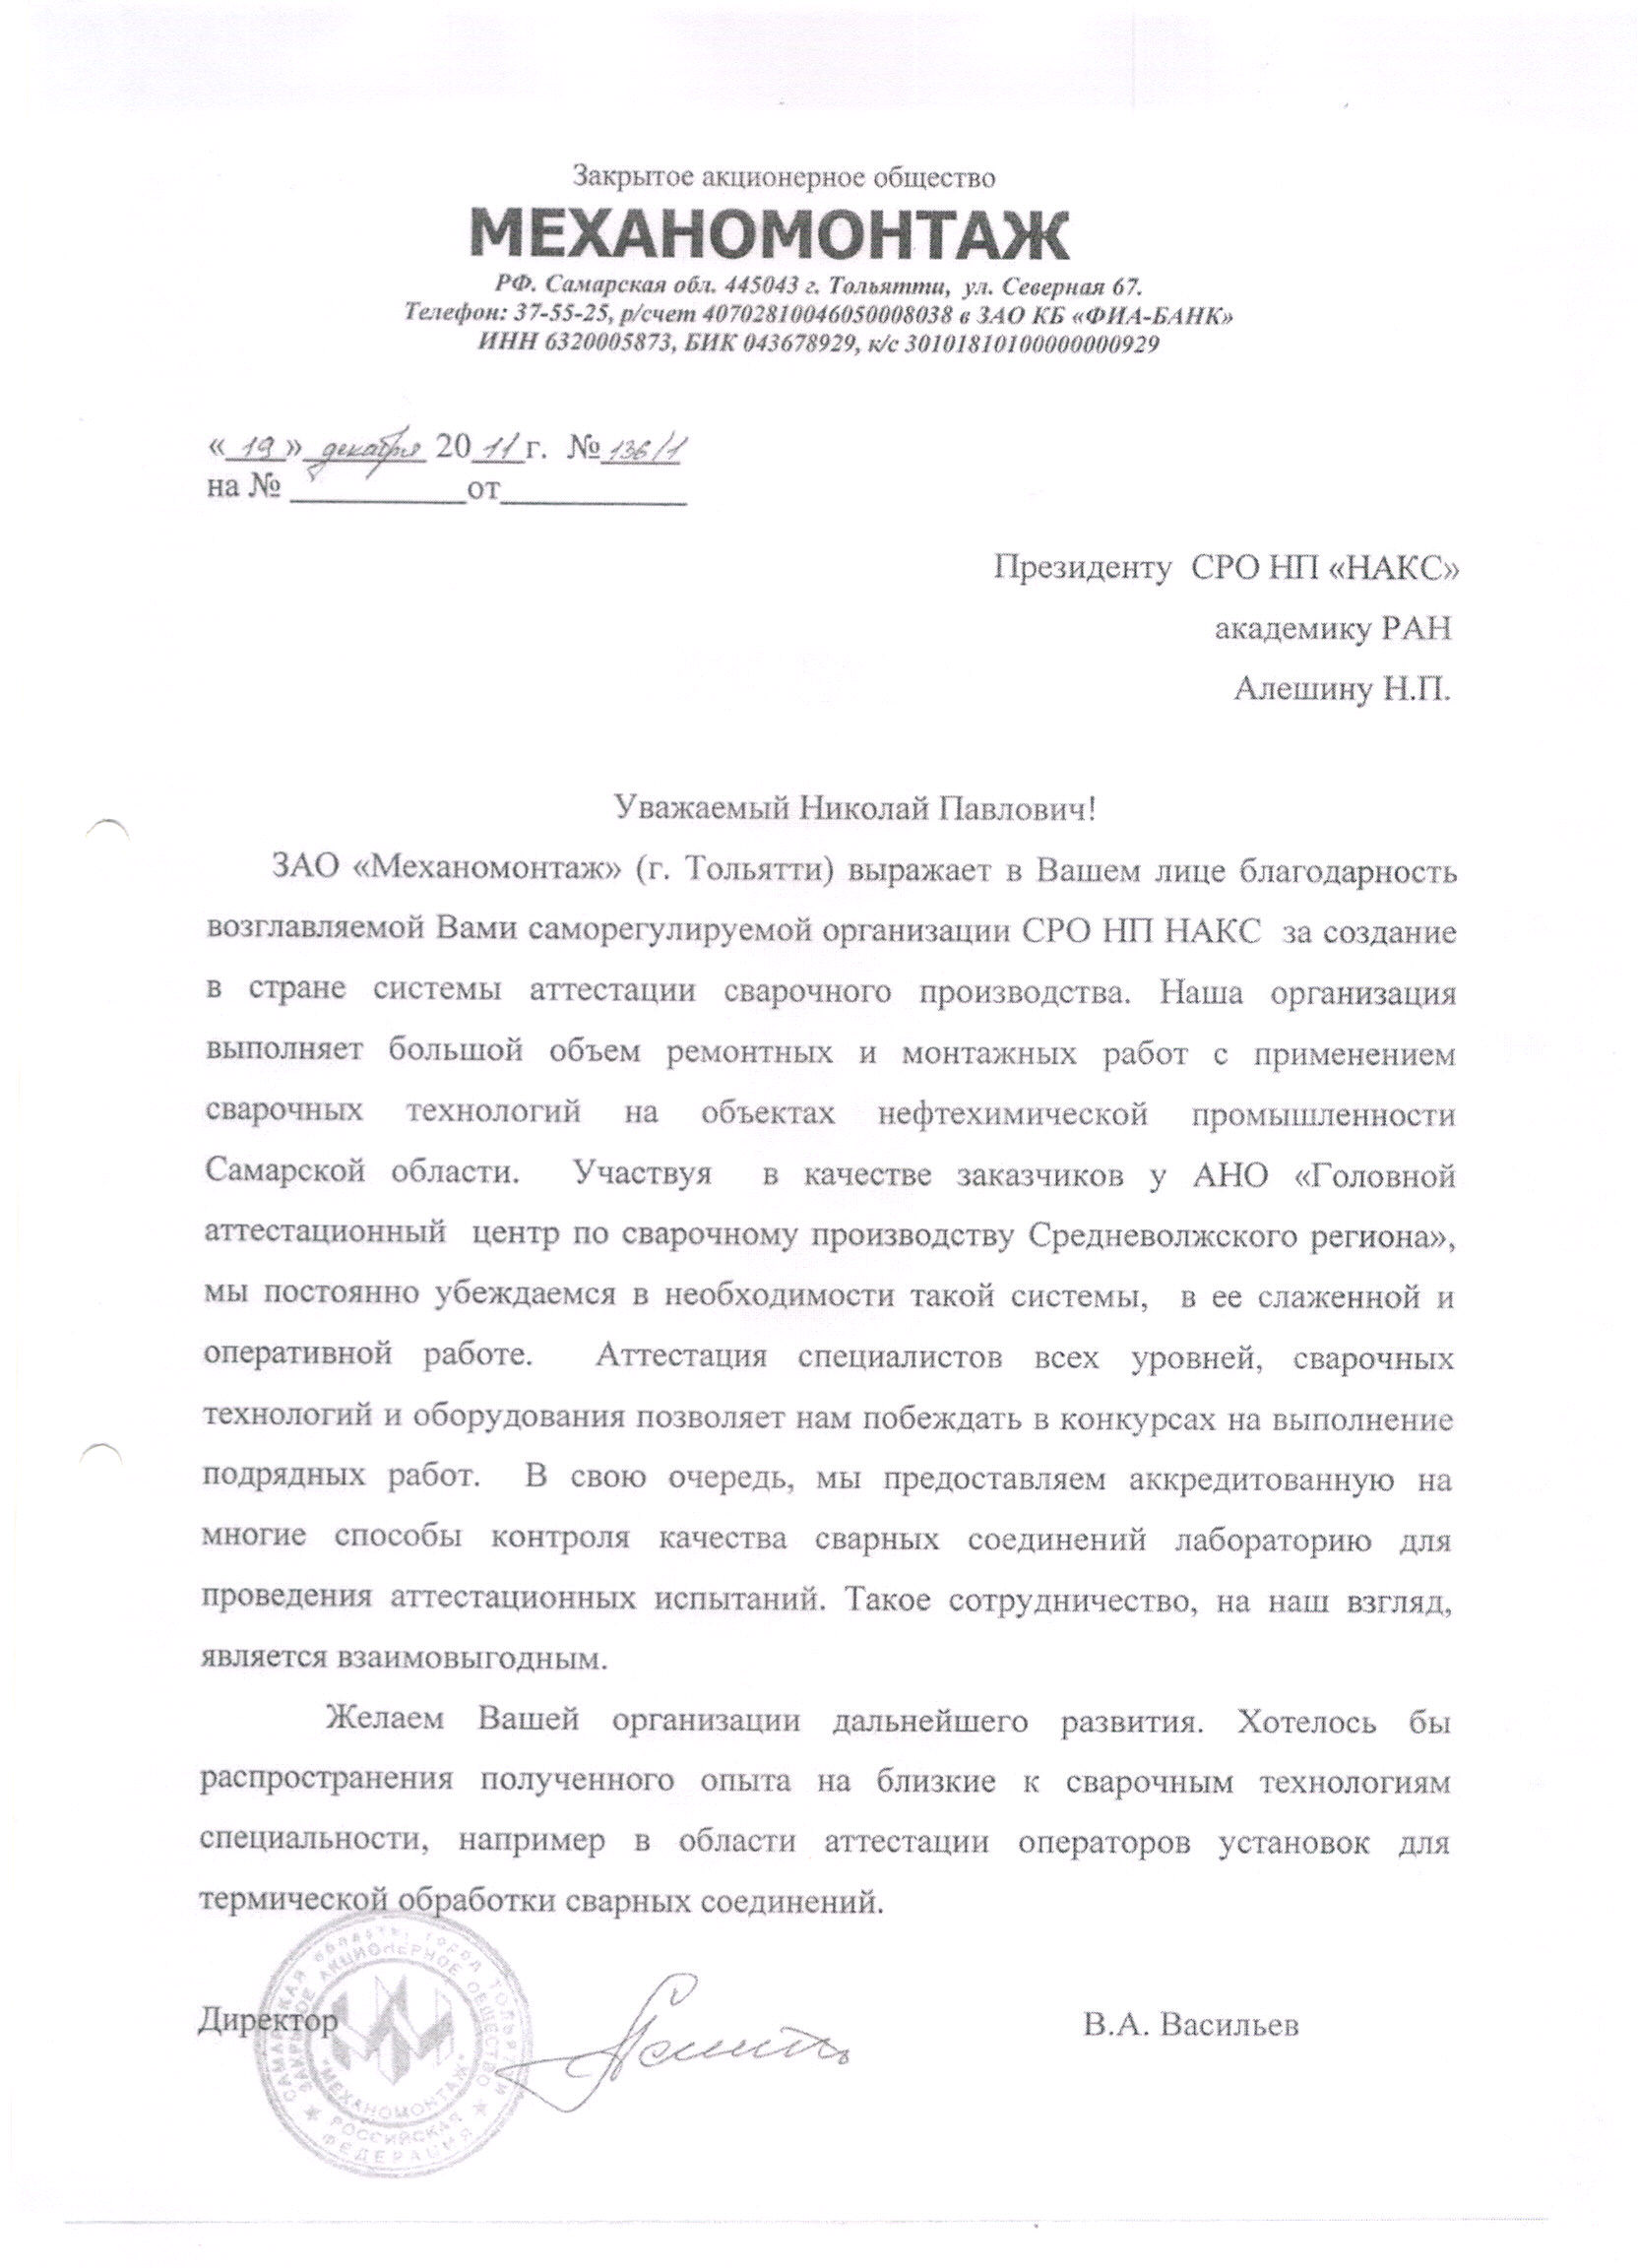 Закрытое акционерное общество
МЕХАНОМОНТАЖ
РФ. Самарская обл. 445043 г. Тольятти, ул. Северная 67.
Телефон: 37-55-25, р/счет 40702810046050008038 в ЗАО КБ «ФИА-БАНК»
ИНН 6320005873, БИК 043678929, к/с 30101810100000000929
« 19 » декабря 2011 г. № 136/1
на № ____________от____________
Президенту СРО НП «НАКС»
академику РАН
Алешину Н.П.
Уважаемый Николай Павлович!
ЗАО «Механомонтаж» (г. Тольятти) выражает в Вашем лице благодарность
возглавляемой Вами саморегулируемой организации СРО НП НАКС за создание
в стране системы аттестации сварочного производства. Наша организация
выполняет большой объем ремонтных и монтажных работ с применением
сварочных технологий на объектах нефтехимической промышленности
Самарской области. Участвуя в качестве заказчиков у АНО «Головной
аттестационный центр по сварочному производству Средневолжского региона»,
мы постоянно убеждаемся в необходимости такой системы, в ее слаженной и
оперативной работе. Аттестация специалистов всех уровней, сварочных
технологий и оборудования позволяет нам побеждать в конкурсах на выполнение
подрядных работ. В свою очередь, мы предоставляем аккредитованную на
многие способы контроля качества сварных соединений лабораторию для
проведения аттестационных испытаний. Такое сотрудничество, на наш взгляд,
является взаимовыгодным.
Желаем Вашей организации дальнейшего развития. Хотелось бы
распространения полученного опыта на близкие к сварочным технологиям
специальности, например в области аттестации операторов установок для
термической обработки сварных соединений.
Директор В.А. Васильев
САМАРСКАЯ область, город ТОЛЬЯТТИ
ЗАКРЫТОЕ АКЦИОНЕРНОЕ ОБЩЕСТВО
"МЕХАНОМОНТАЖ"
РОССИЙСКАЯ
ФЕДЕРАЦИЯ